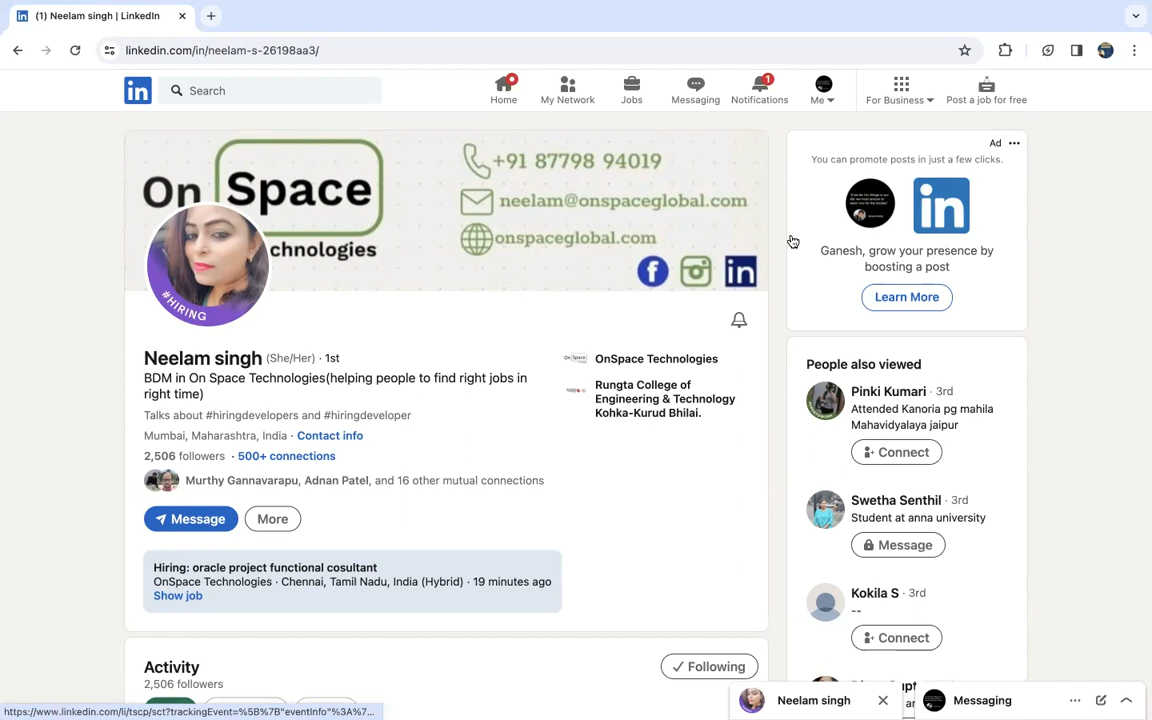 (1) Neelam singh | LinkedIn
linkedin.com/in/neelam-s-26198aa3/
Search
Home
My Network
Jobs
Messaging
1
Notifications
Me
For Business
Post a job for free
On Space
chnologies
+91 87798 94019
neelam@onspaceglobal.com
onspaceglobal.com
#HIRING
Neelam singh (She/Her) · 1st
BDM in On Space Technologies(helping people to find right jobs in
right time)
Talks about #hiringdevelopers and #hiringdeveloper
Mumbai, Maharashtra, India · Contact info
2,506 followers · 500+ connections
Murthy Gannavarapu, Adnan Patel, and 16 other mutual connections
Message
More
OnSpace Technologies
Rungta College of
Engineering & Technology
Kohka-Kurud Bhilai.
Hiring: oracle project functional cosultant
OnSpace Technologies · Chennai, Tamil Nadu, India (Hybrid) · 19 minutes ago
Show job
Activity
2,506 followers
Following
Ad
You can promote posts in just a few clicks.
Ganesh, grow your presence by
boosting a post
Learn More
People also viewed
Pinki Kumari · 3rd
Attended Kanoria pg mahila
Mahavidyalaya jaipur
Connect
Swetha Senthil · 3rd
Student at anna university
Message
Kokila S · 3rd
--
Connect
Neelam singh
Messaging
https://www.linkedin.com/li/tscp/sct?trackingEvent=%5B%7B"eventInfo"%3A%7...